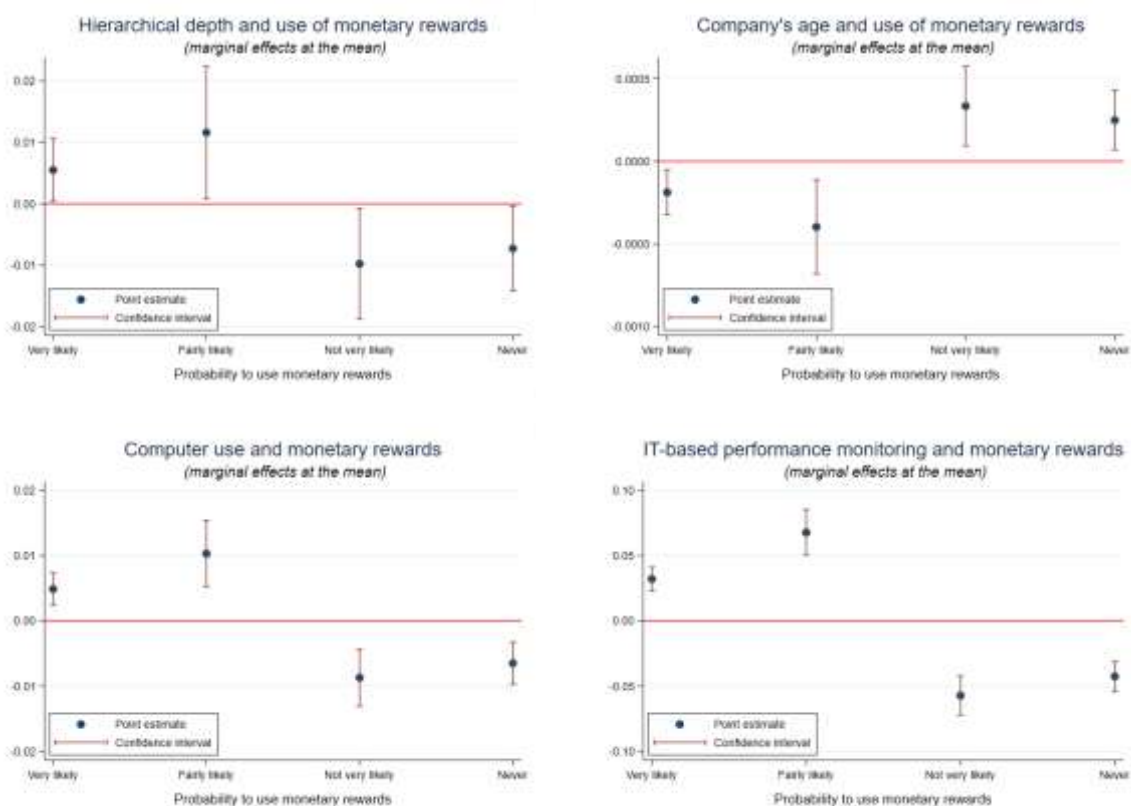 Hierarchical depth and use of monetary rewards
(marginal effects at the mean)
0.02
0.01
0.00
-0.01
-0.02
Point estimate
Confidence interval
Very likely Fairly likely Not very likely Never
Probability to use monetary rewards
Company's age and use of monetary rewards
(marginal effects at the mean)
0.0005
0.0000
-0.0005
-0.0010
Point estimate
Confidence interval
Very likely Fairly likely Not very likely Never
Probability to use monetary rewards
Computer use and monetary rewards
(marginal effects at the mean)
0.02
0.01
0.00
-0.01
-0.02
Point estimate
Confidence interval
Very likely Fairly likely Not very likely Never
Probability to use monetary rewards
IT-based performance monitoring and monetary rewards
(marginal effects at the mean)
0.10
0.05
0.00
-0.05
-0.10
Point estimate
Confidence interval
Very likely Fairly likely Not very likely Never
Probability to use monetary rewards